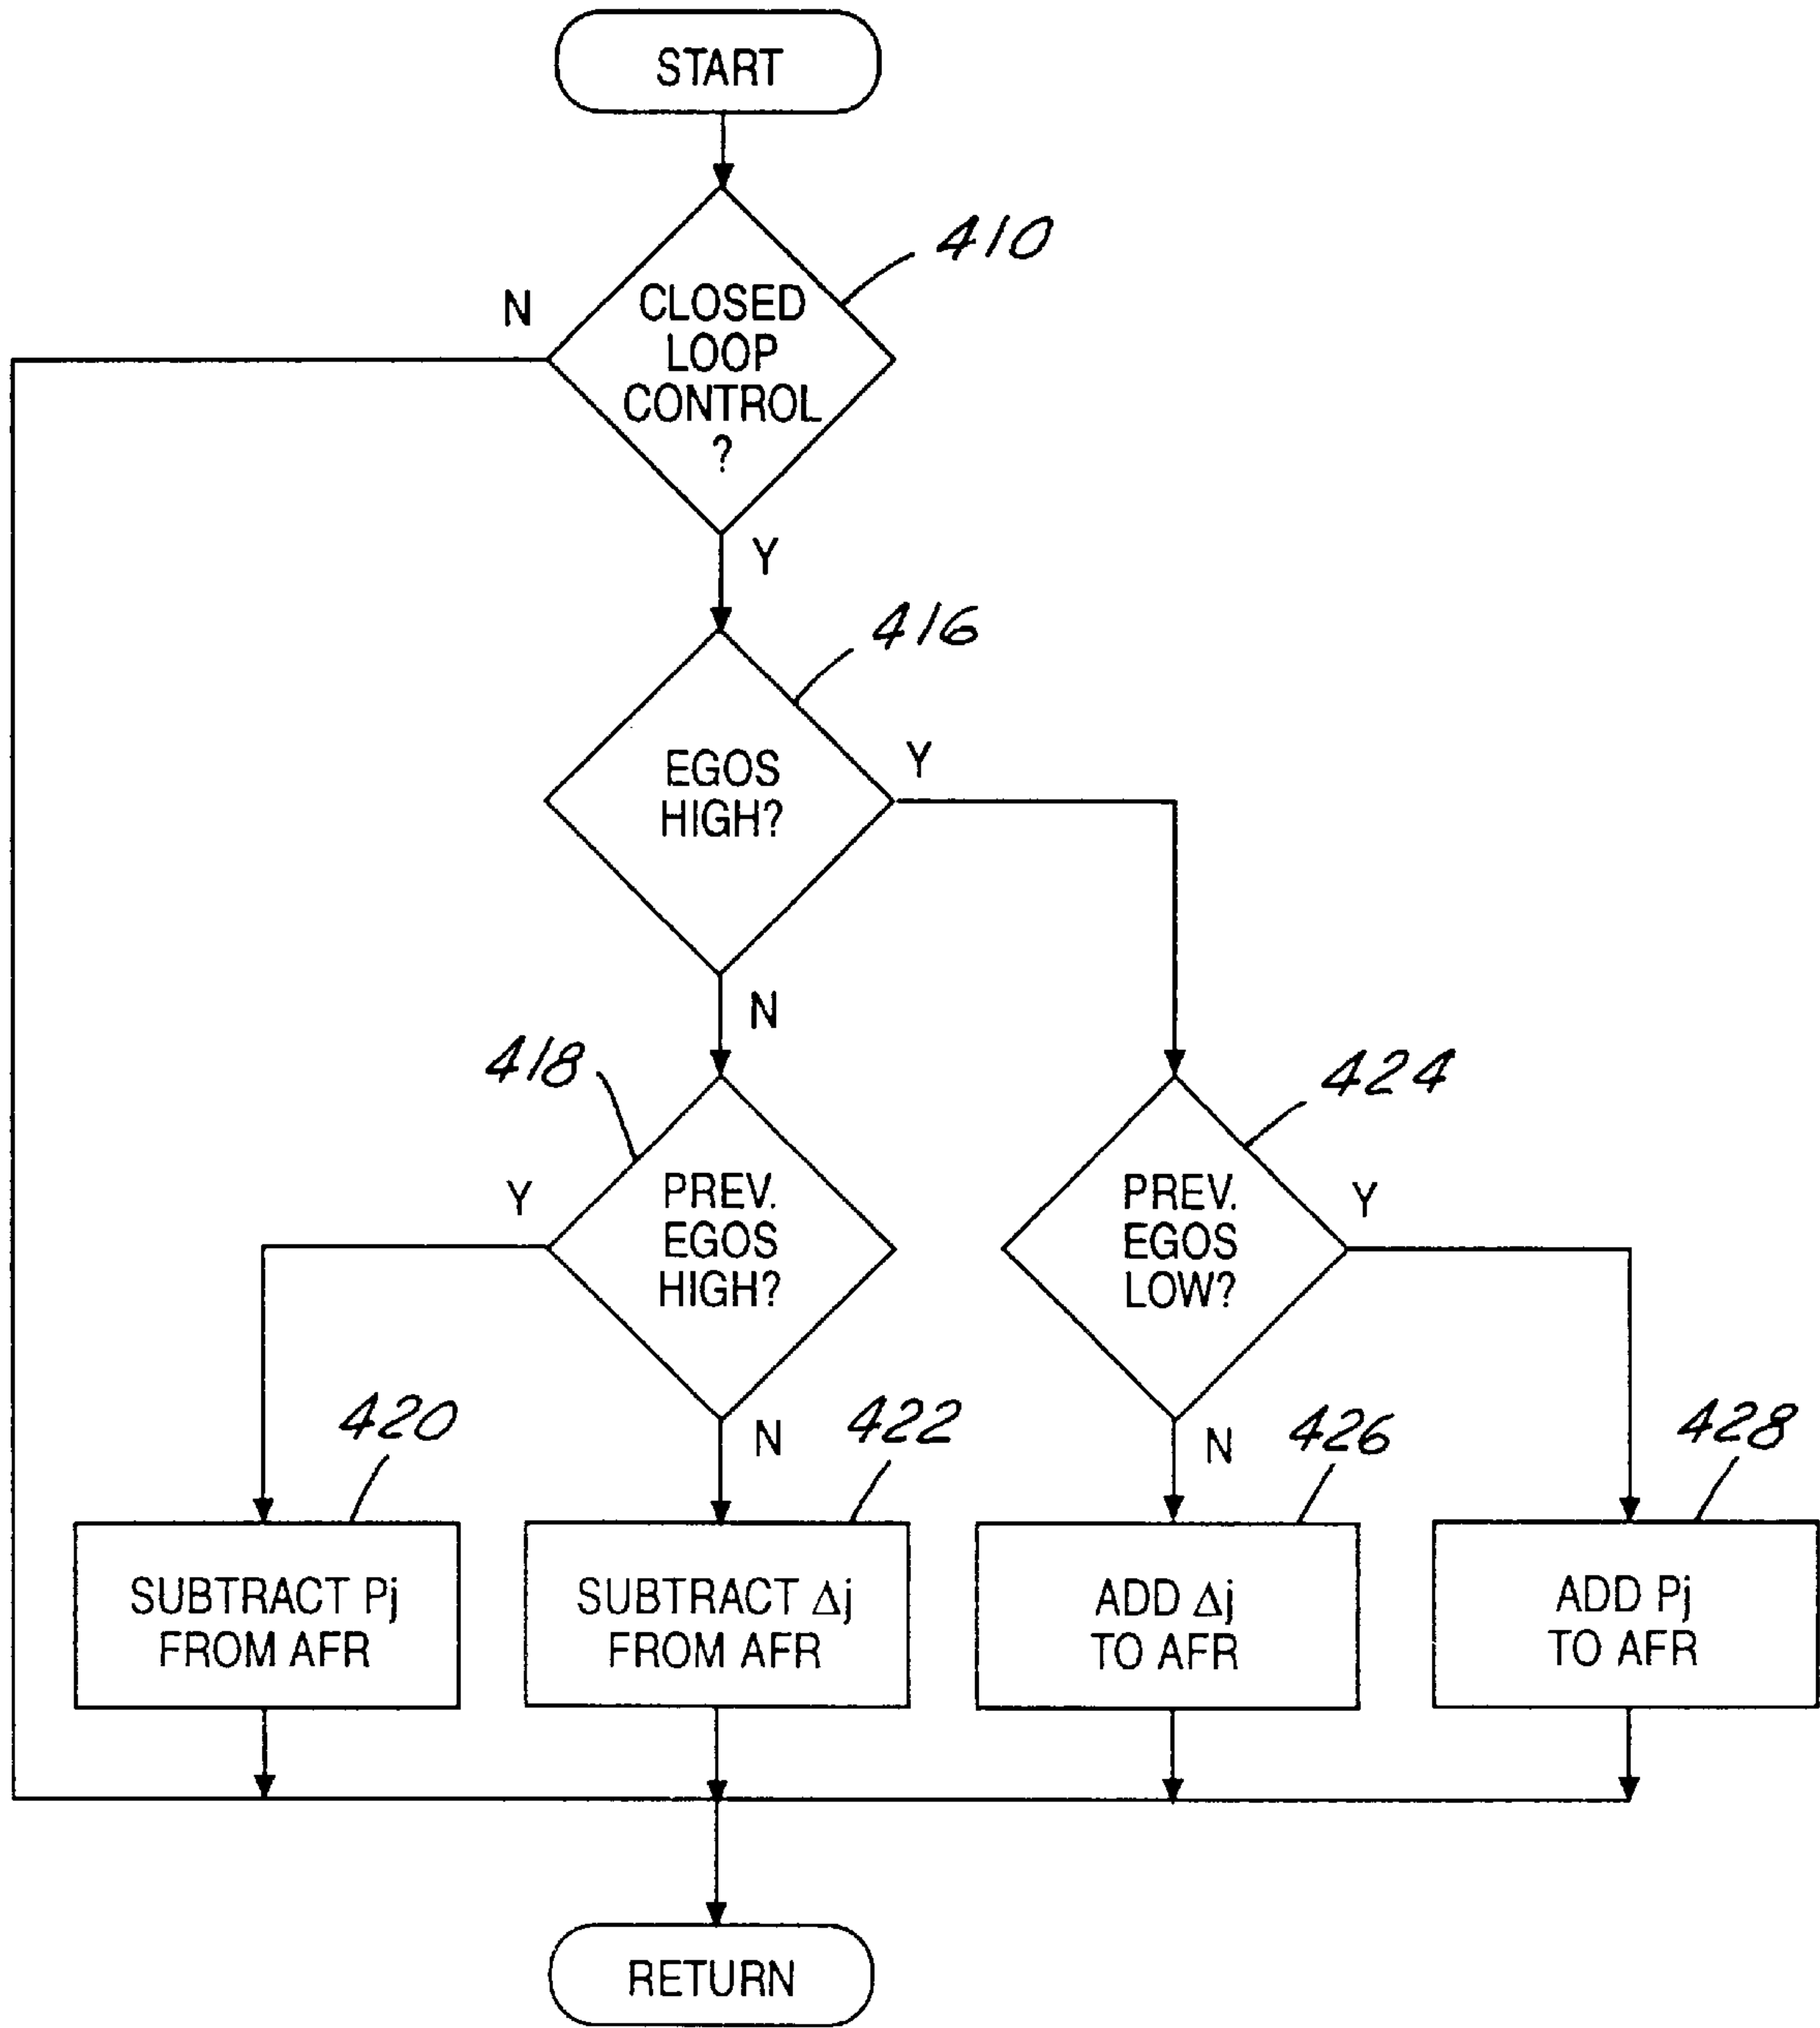 START
410
N
CLOSED
LOOP
CONTROL
?
Y
416
EGOS
HIGH?
Y
N
418
424
Y
PREV.
EGOS
HIGH?
PREV.
EGOS
LOW?
Y
420
N
422
N
426
428
SUBTRACT Pj
FROM AFR
SUBTRACT Δj
FROM AFR
ADD Δj
TO AFR
ADD Pj
TO AFR
RETURN